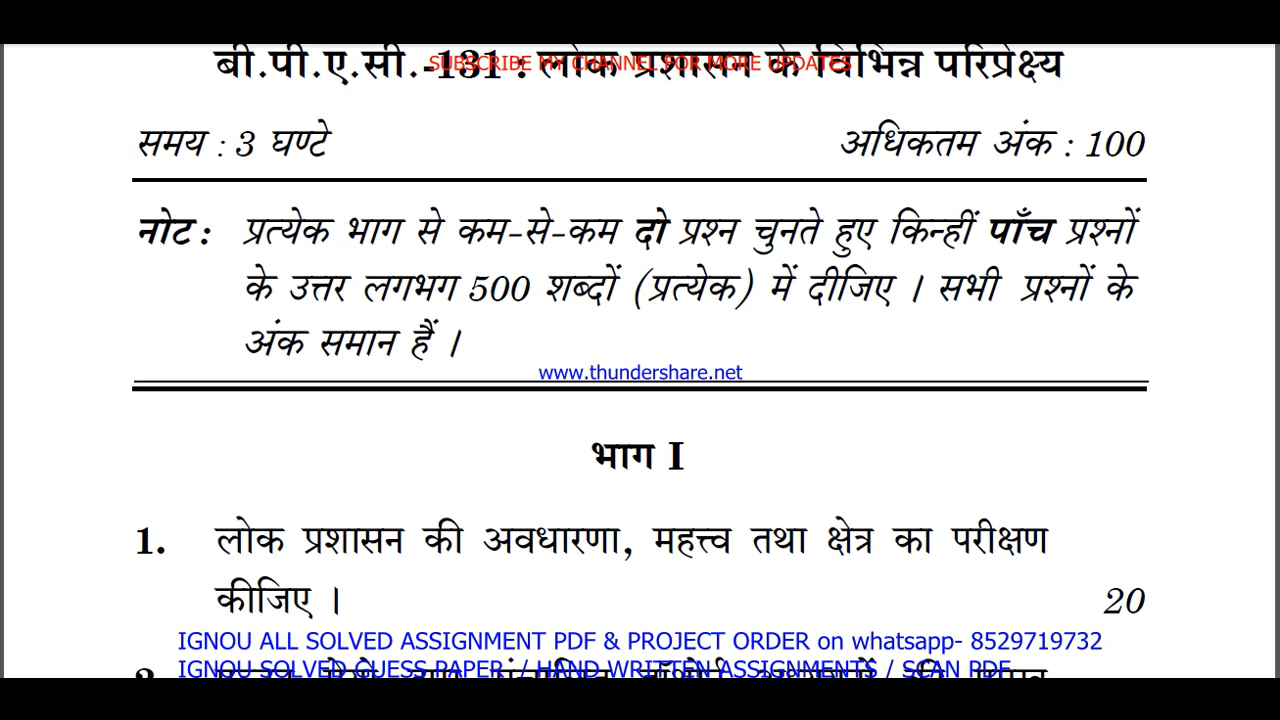 बी.पी.ए.सी.-131 : लोक प्रशासन के विभिन्न परिप्रेक्ष्य
SUBSCRIBE MY CHANNEL FOR MORE UPDATES
समय : 3 घण्टे अधिकतम अंक : 100
नोट : प्रत्येक भाग से कम-से-कम दो प्रश्न चुनते हुए किन्हीं पाँच प्रश्नों
के उत्तर लगभग 500 शब्दों (प्रत्येक) में दीजिए । सभी प्रश्नों के
अंक समान हैं ।
www.thundershare.net
भाग I
1. लोक प्रशासन की अवधारणा, महत्त्व तथा क्षेत्र का परीक्षण
कीजिए । 20
IGNOU ALL SOLVED ASSIGNMENT PDF & PROJECT ORDER on whatsapp- 8529719732
IGNOU SOLVED GUESS PAPER / HAND WRITTEN ASSIGNMENTS / SCAN PDF